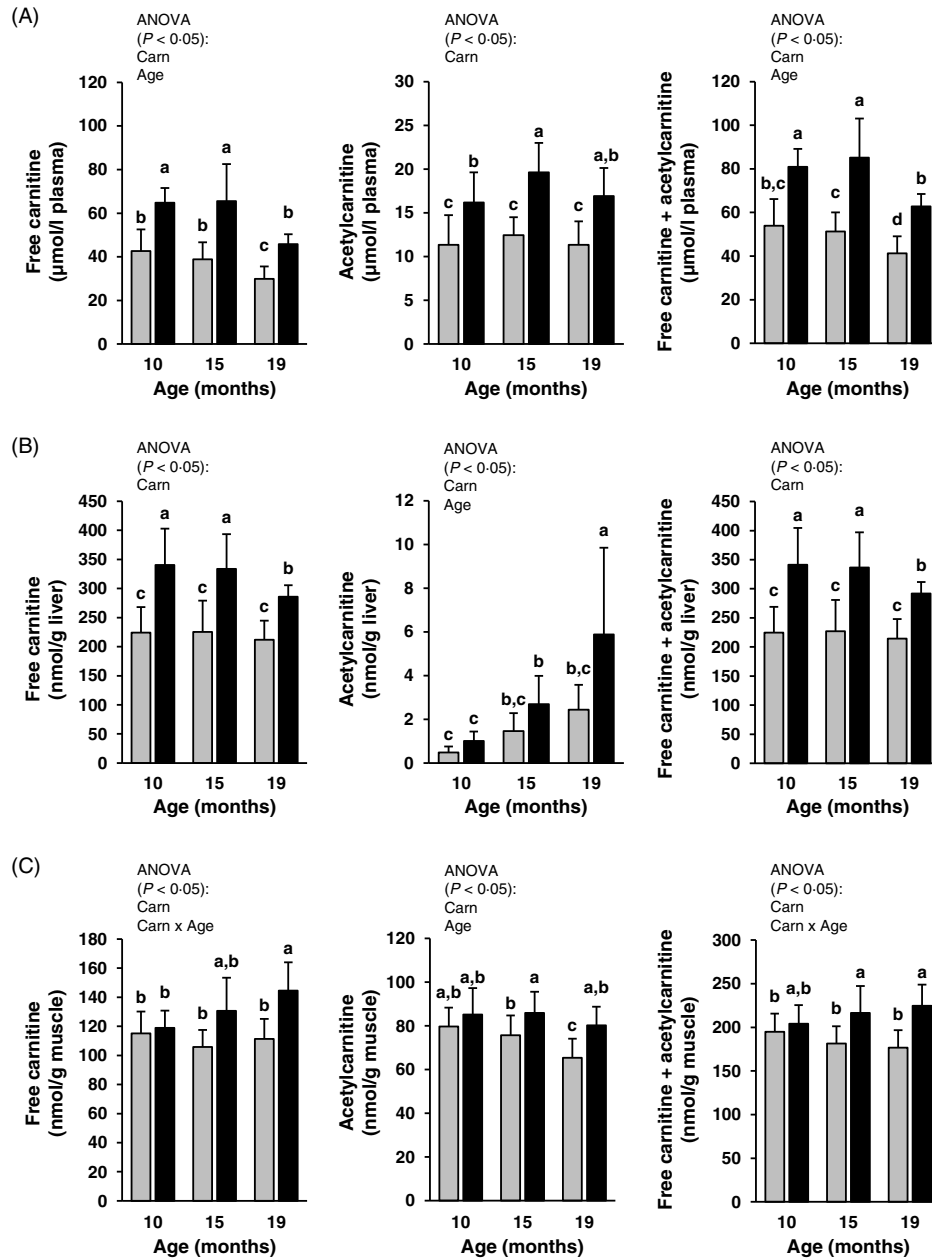 (A)
ANOVA
(P < 0·05):
Carn
Age
Free carnitine
(µmol/l plasma)
120
100
80
60
40
20
0
b
a
b
a
c
b
10
15
19
Age (months)
ANOVA
(P < 0·05):
Carn
Acetylcarnitine
(µmol/l plasma)
30
25
20
15
10
5
0
c
b
c
a
c
a,b
10
15
19
Age (months)
ANOVA
(P < 0·05):
Carn
Age
Free carnitine + acetylcarnitine
(µmol/l plasma)
120
100
80
60
40
20
0
b,c
a
c
a
d
b
10
15
19
Age (months)
(B)
ANOVA
(P < 0·05):
Carn
Free carnitine
(nmol/g liver)
450
400
350
300
250
200
150
100
50
0
c
a
c
a
c
b
10
15
19
Age (months)
ANOVA
(P < 0·05):
Carn
Age
Acetylcarnitine
(nmol/g liver)
12
10
8
6
4
2
0
c
c
b,c
b
b,c
a
10
15
19
Age (months)
ANOVA
(P < 0·05):
Carn
Free carnitine + acetylcarnitine
(nmol/g liver)
450
400
350
300
250
200
150
100
50
0
c
a
c
a
c
b
10
15
19
Age (months)
(C)
ANOVA
(P < 0·05):
Carn
Carn x Age
Free carnitine
(nmol/g muscle)
180
160
140
120
100
80
60
40
20
0
b
b
b
a,b
b
a
10
15
19
Age (months)
ANOVA
(P < 0·05):
Carn
Age
Acetylcarnitine
(nmol/g muscle)
120
100
80
60
40
20
0
a,b
a,b
b
a
c
a,b
10
15
19
Age (months)
ANOVA
(P < 0·05):
Carn
Carn x Age
Free carnitine + acetylcarnitine
(nmol/g muscle)
300
250
200
150
100
50
0
b
a,b
b
a
b
a
10
15
19
Age (months)